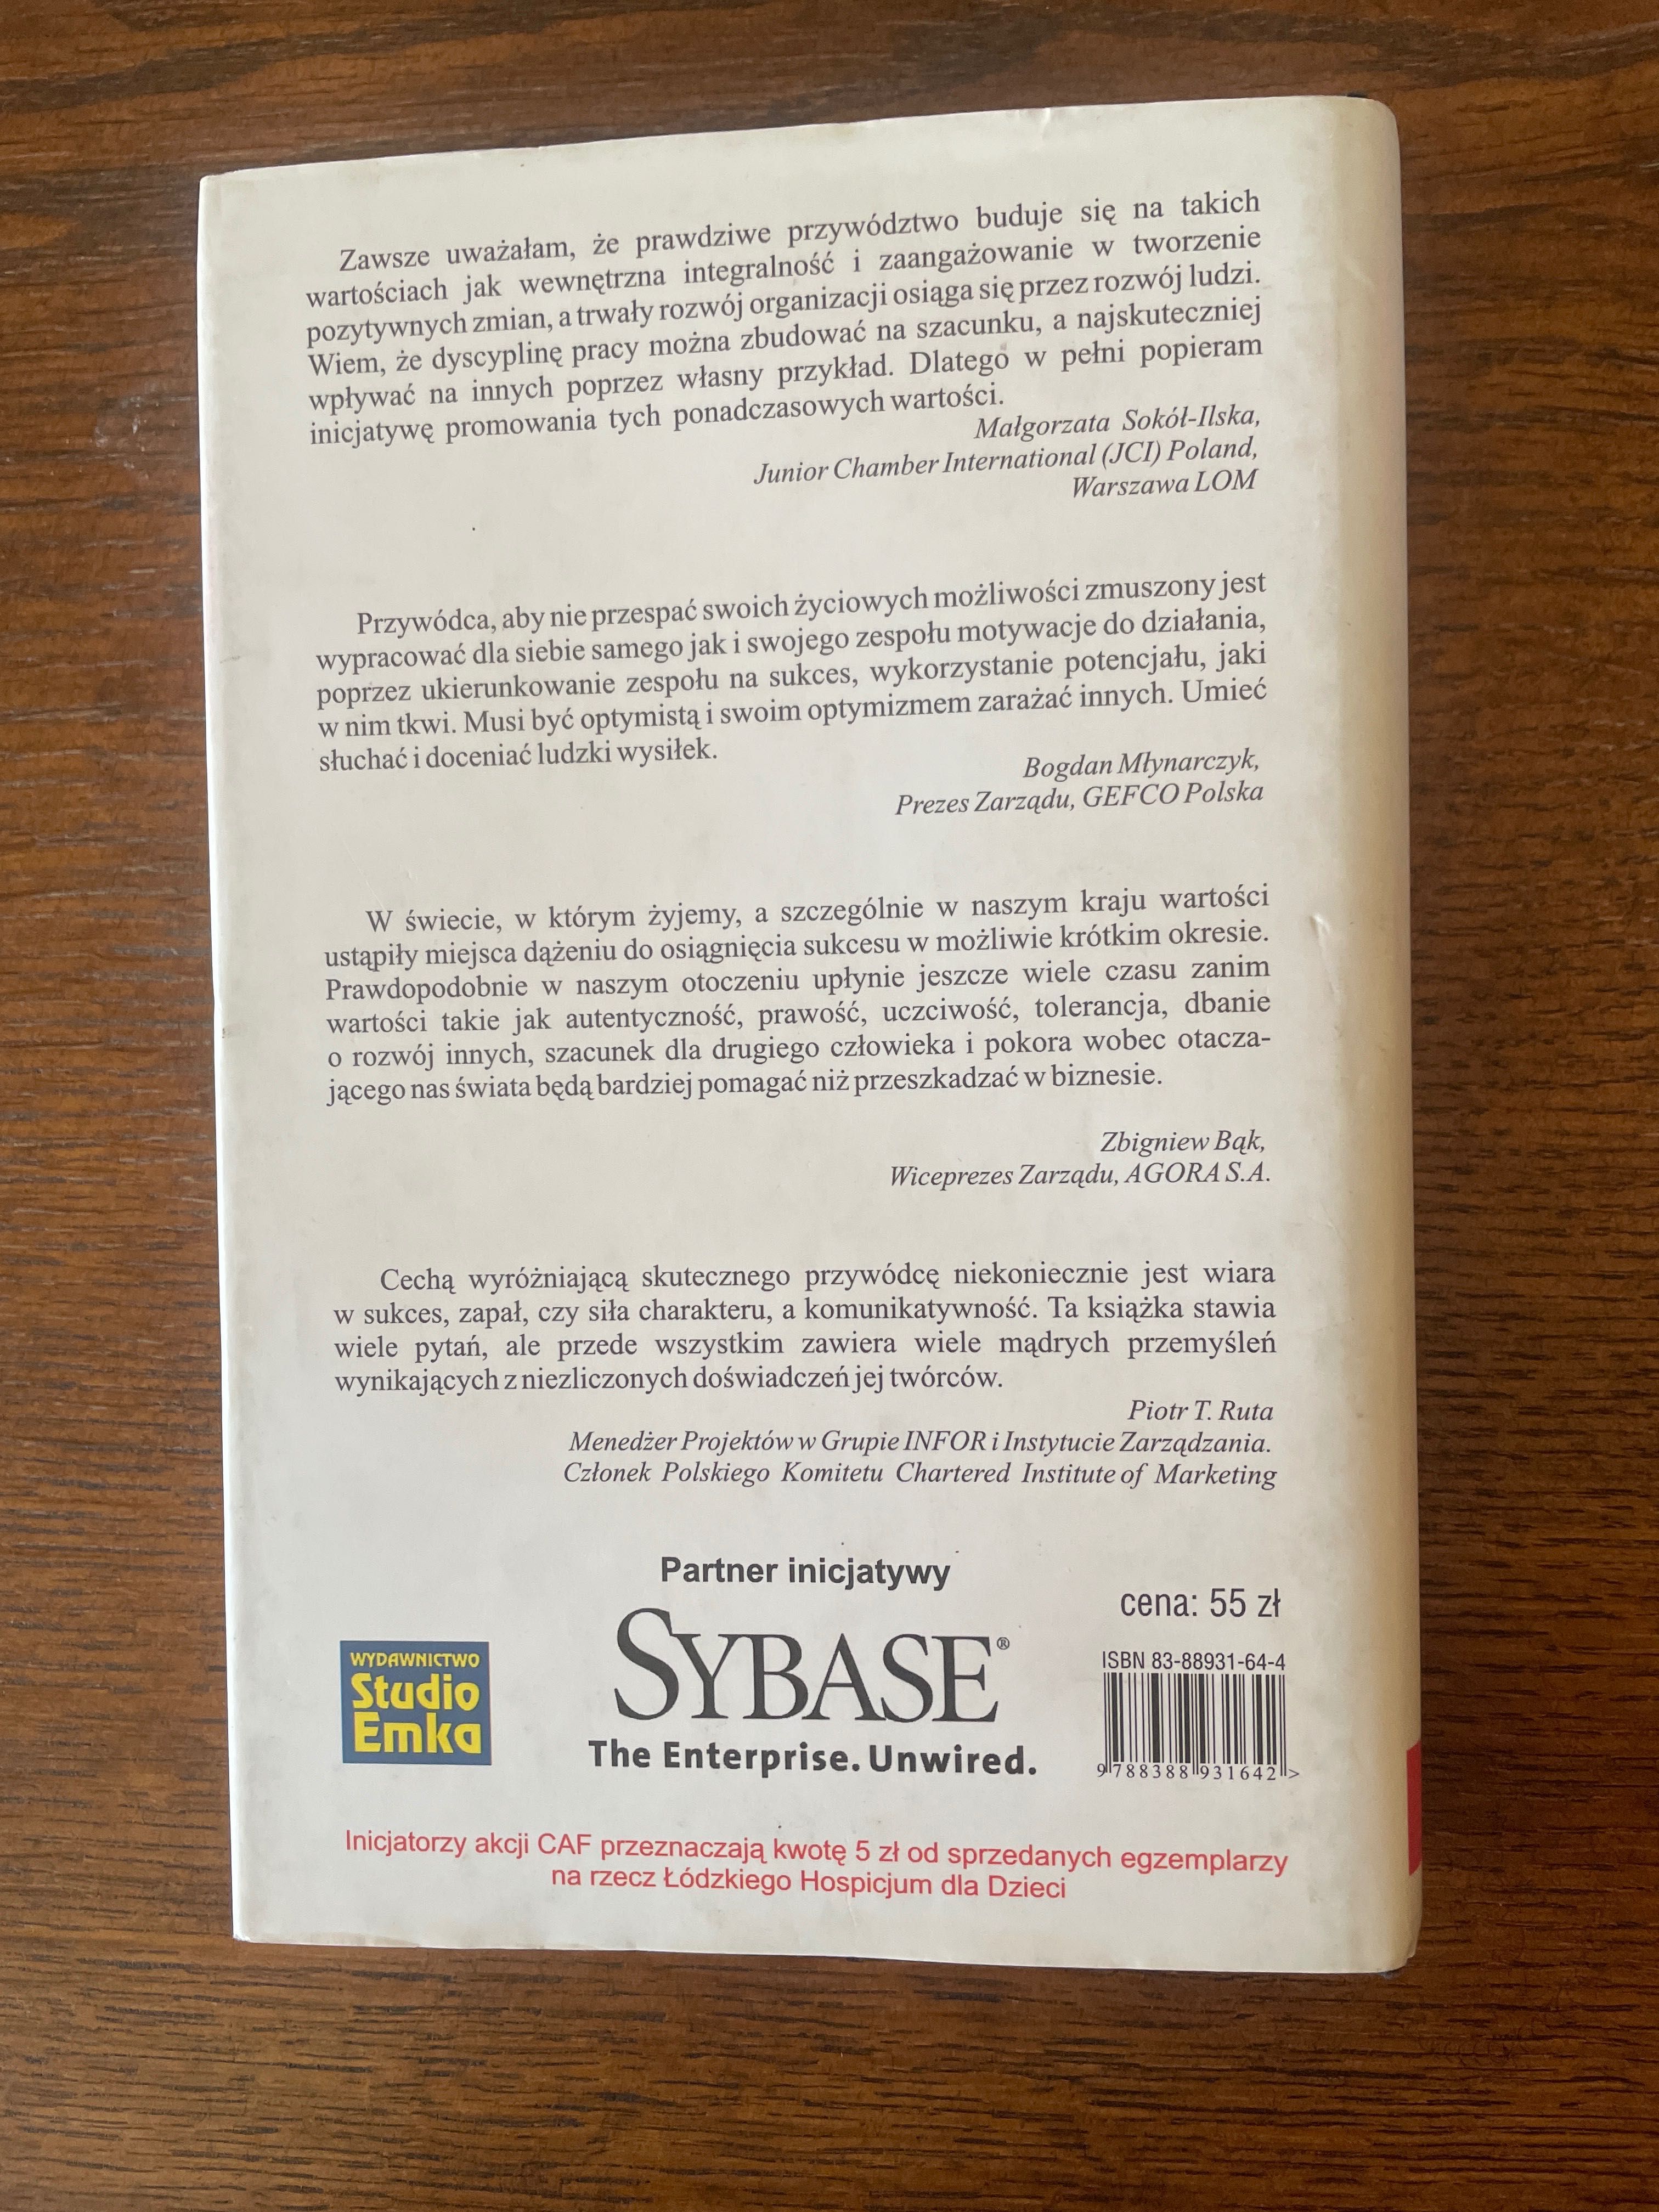 Zawsze uważałam, że prawdziwe przywództwo buduje się na takich
wartościach jak wewnętrzna integralność i zaangażowanie w tworzenie
pozytywnych zmian, a trwały rozwój organizacji osiąga się przez rozwój ludzi.
Wiem, że dyscyplinę pracy można zbudować na szacunku, a najskuteczniej
wpływać na innych poprzez własny przykład. Dlatego w pełni popieram
inicjatywę promowania tych ponadczasowych wartości.
Małgorzata Sokół-Ilska,
Junior Chamber International (JCI) Poland,
Warszawa LOM
Przywódca, aby nie przespać swoich życiowych możliwości zmuszony jest
wypracować dla siebie samego jak i swojego zespołu motywacje do działania,
poprzez ukierunkowanie zespołu na sukces, wykorzystanie potencjału, jaki
w nim tkwi. Musi być optymistą i swoim optymizmem zarażać innych. Umieć
słuchać i doceniać ludzki wysiłek.
Bogdan Młynarczyk,
Prezes Zarządu, GEFCO Polska
W świecie, w którym żyjemy, a szczególnie w naszym kraju wartości
ustąpiły miejsca dążeniu do osiągnięcia sukcesu w możliwie krótkim okresie.
Prawdopodobnie w naszym otoczeniu upłynie jeszcze wiele czasu zanim
wartości takie jak autentyczność, prawość, uczciwość, tolerancja, dbanie
o rozwój innych, szacunek dla drugiego człowieka i pokora wobec otacza-
jącego nas świata będą bardziej pomagać niż przeszkadzać w biznesie.
Zbigniew Bąk,
Wiceprezes Zarządu, AGORA S.A.
Cechą wyróżniającą skutecznego przywódcę niekoniecznie jest wiara
w sukces, zapał, czy siła charakteru, a komunikatywność. Ta książka stawia
wiele pytań, ale przede wszystkim zawiera wiele mądrych przemyśleń
wynikających z niezliczonych doświadczeń jej twórców.
Piotr T. Ruta
Menedżer Projektów w Grupie INFOR i Instytucie Zarządzania.
Członek Polskiego Komitetu Chartered Institute of Marketing
Partner inicjatywy
SYBASE®
The Enterprise. Unwired.
WYDAWNICTWO
Studio
Emka
cena: 55 zł
ISBN 83-88931-64-4
9 788388 931642 >
Inicjatorzy akcji CAF przeznaczają kwotę 5 zł od sprzedanych egzemplarzy
na rzecz Łódzkiego Hospicjum dla Dzieci